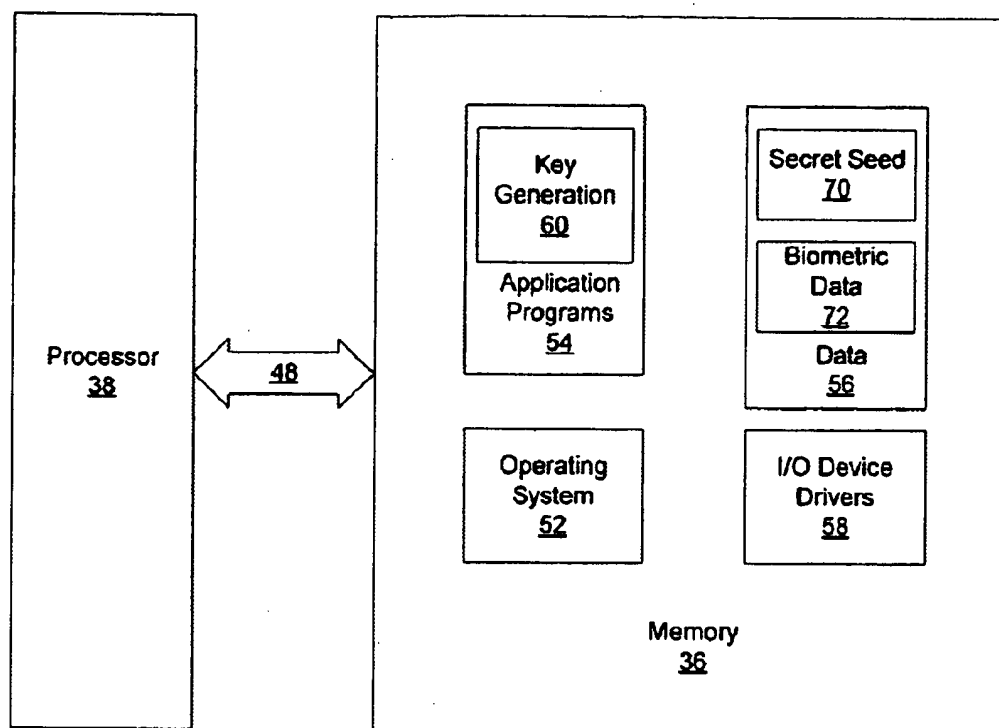 Processor
38
48
Key
Generation
60
Application
Programs
54
Secret Seed
70
Biometric
Data
72
Data
56
Operating
System
52
I/O Device
Drivers
58
Memory
36